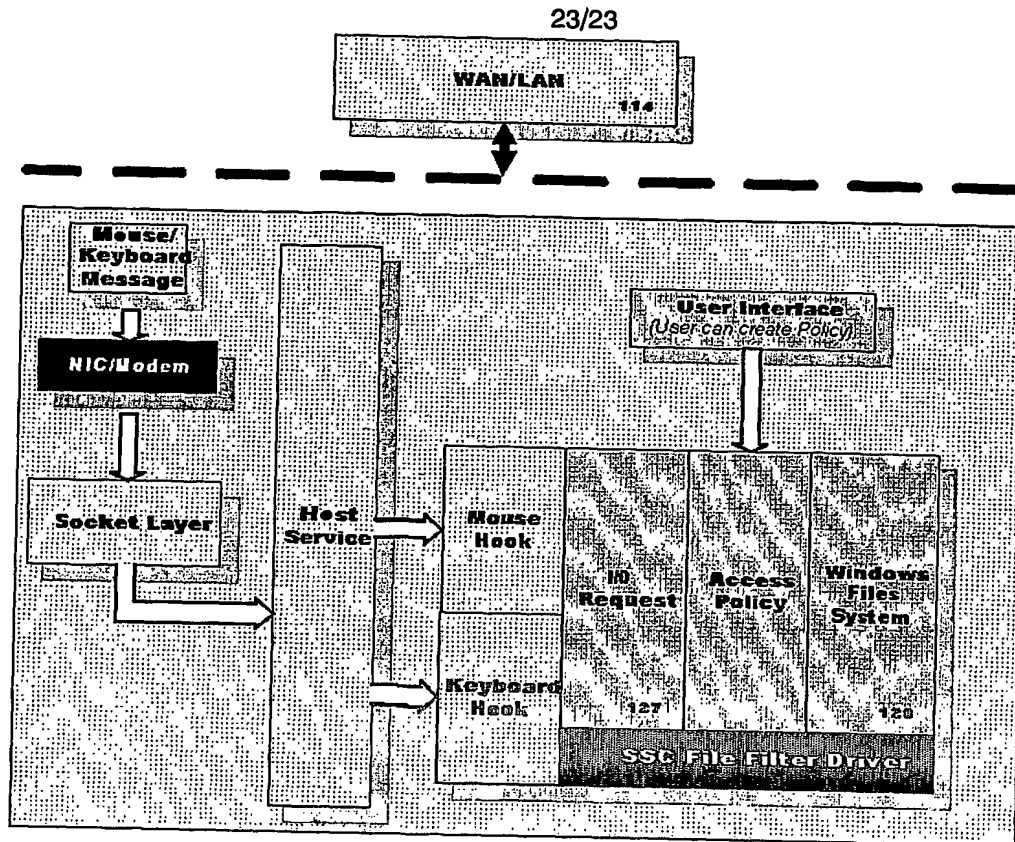 23/23
WAN/LAN
114
Mouse/
Keyboard
Message
NIC/Modem
Socket Layer
Host
Service
User Interface
(User can create Policy)
Mouse
Hook
Keyboard
Hook
I/O
Request
127
Access
Policy
Windows
Files
System
120
SSC File Filter Driver